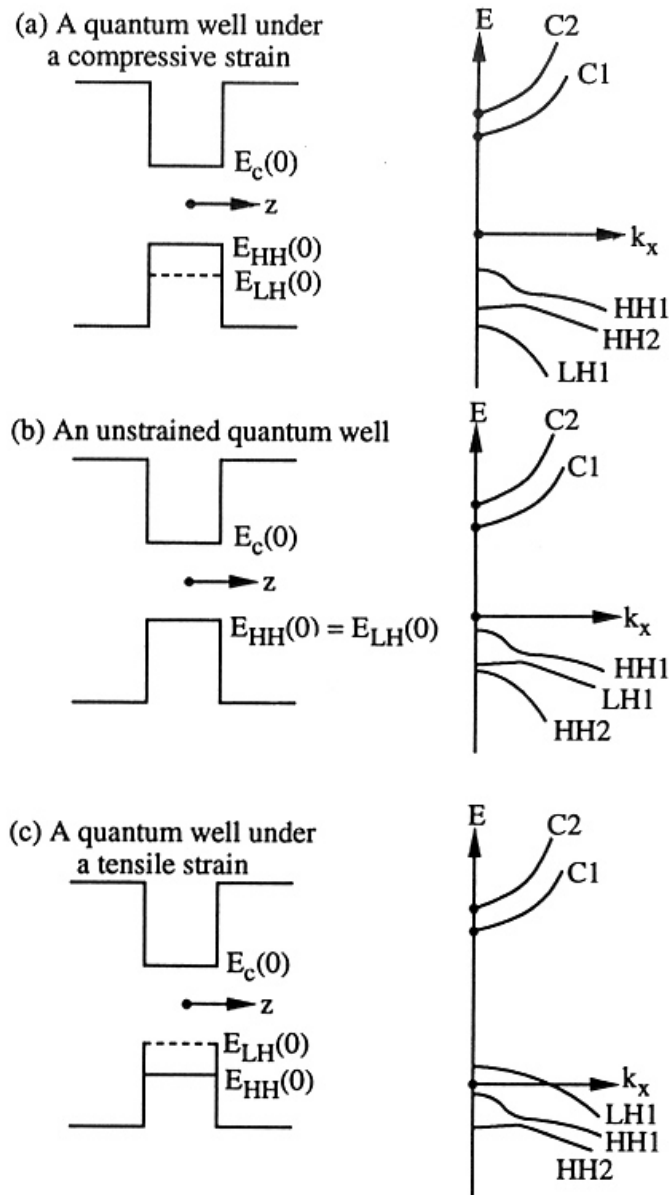 (a) A quantum well under
a compressive strain
E_c(0)
z
E_HH(0)
E_LH(0)
E
C2
C1
k_x
HH1
HH2
LH1
(b) An unstrained quantum well
E_c(0)
z
E_HH(0) = E_LH(0)
E
C2
C1
k_x
HH1
LH1
HH2
(c) A quantum well under
a tensile strain
E_c(0)
z
E_LH(0)
E_HH(0)
E
C2
C1
k_x
LH1
HH1
HH2